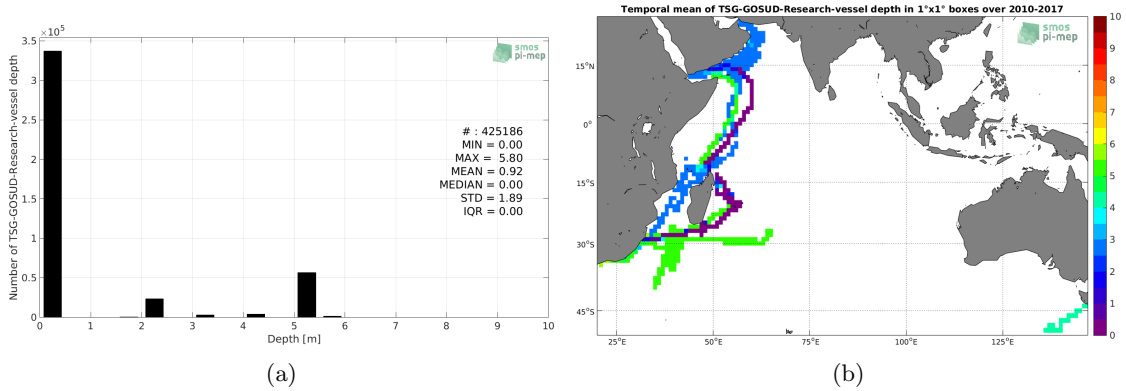 ×10⁵
3.5
3
2.5
2
1.5
1
0.5
0
Number of TSG-GOSUD-Research-vessel depth
smos
pi-mep
# : 425186
MIN = 0.00
MAX = 5.80
MEAN = 0.92
MEDIAN = 0.00
STD = 1.89
IQR = 0.00
0 1 2 3 4 5 6 7 8 9 10
Depth [m]
(a)
Temporal mean of TSG-GOSUD-Research-vessel depth in 1°x1° boxes over 2010-2017
smos
pi-mep
15°N
0°
15°S
30°S
45°S
25°E 50°E 75°E 100°E 125°E
10
9
8
7
6
5
4
3
2
1
0
(b)